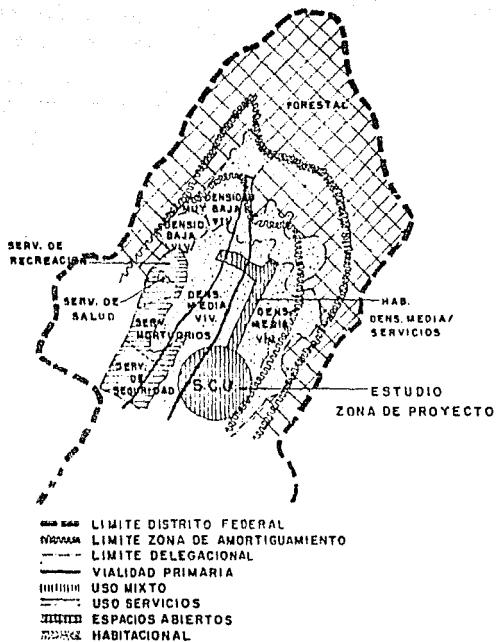 FORESTAL
DENSIDAD
MUY BAJA
VIV.
DENSID.
BAJA
VIV.
SERV. DE
RECREACION
SERV. DE
SALUD
DENS.
MEDIA
VIV.
SERV.
MORTUORIOS
SERV.
DE
SEGURIDAD
DENS.
MEDIA
VIV.
HAB.
DENS. MEDIA/
SERVICIOS
S.C.U.
ESTUDIO
ZONA DE PROYECTO
LIMITE DISTRITO FEDERAL
LIMITE ZONA DE AMORTIGUAMIENTO
LIMITE DELEGACIONAL
VIALIDAD PRIMARIA
USO MIXTO
USO SERVICIOS
ESPACIOS ABIERTOS
HABITACIONAL